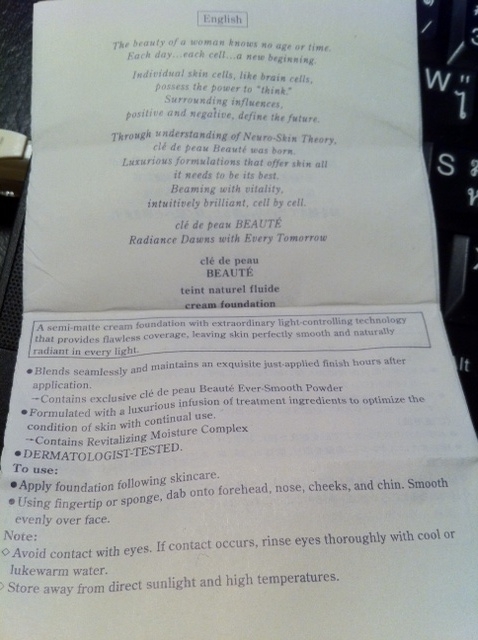 English
The beauty of a woman knows no age or time.
Each day...each cell...a new beginning.
Individual skin cells, like brain cells,
possess the power to "think."
Surrounding influences,
positive and negative, define the future.
Through understanding of Neuro-Skin Theory,
clé de peau Beauté was born.
Luxurious formulations that offer skin all
it needs to be its best.
Beaming with vitality,
intuitively brilliant, cell by cell.
clé de peau BEAUTÉ
Radiance Dawns with Every Tomorrow
clé de peau
BEAUTÉ
teint naturel fluide
cream foundation
A semi-matte cream foundation with extraordinary light-controlling technology
that provides flawless coverage, leaving skin perfectly smooth and naturally
radiant in every light.
●Blends seamlessly and maintains an exquisite just-applied finish hours after
application.
→Contains exclusive clé de peau Beauté Ever-Smooth Powder
●Formulated with a luxurious infusion of treatment ingredients to optimize the
condition of skin with continual use.
→Contains Revitalizing Moisture Complex
●DERMATOLOGIST-TESTED.
To use:
●Apply foundation following skincare.
●Using fingertip or sponge, dab onto forehead, nose, cheeks, and chin. Smooth
evenly over face.
Note:
◇Avoid contact with eyes. If contact occurs, rinse eyes thoroughly with cool or
lukewarm water.
◇Store away from direct sunlight and high temperatures.
W "
ไ
S
lt